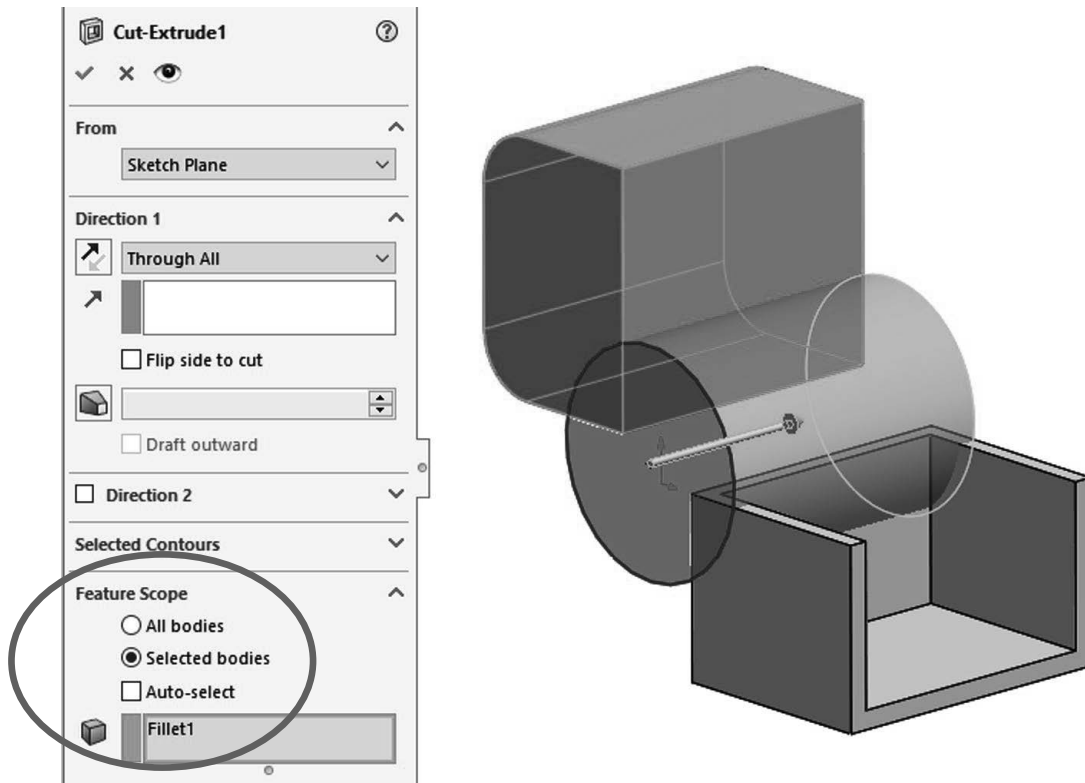 Cut-Extrude1
From
Sketch Plane
Direction 1
Through All
Flip side to cut
Draft outward
Direction 2
Selected Contours
Feature Scope
All bodies
Selected bodies
Auto-select
Fillet1